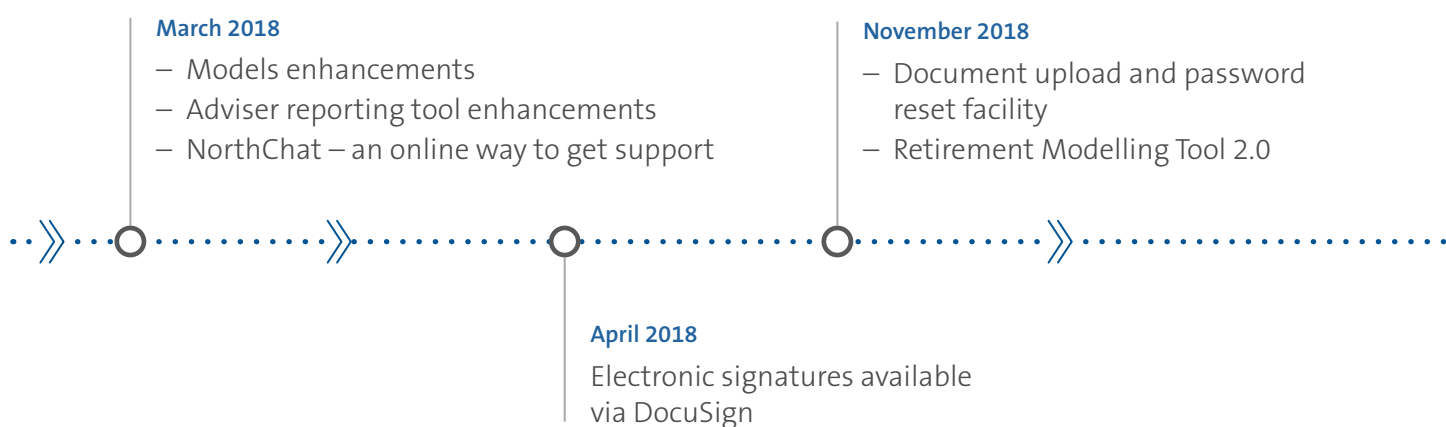 March 2018
– Models enhancements
– Adviser reporting tool enhancements
– NorthChat – an online way to get support
April 2018
Electronic signatures available
via DocuSign
November 2018
– Document upload and password
reset facility
– Retirement Modelling Tool 2.0